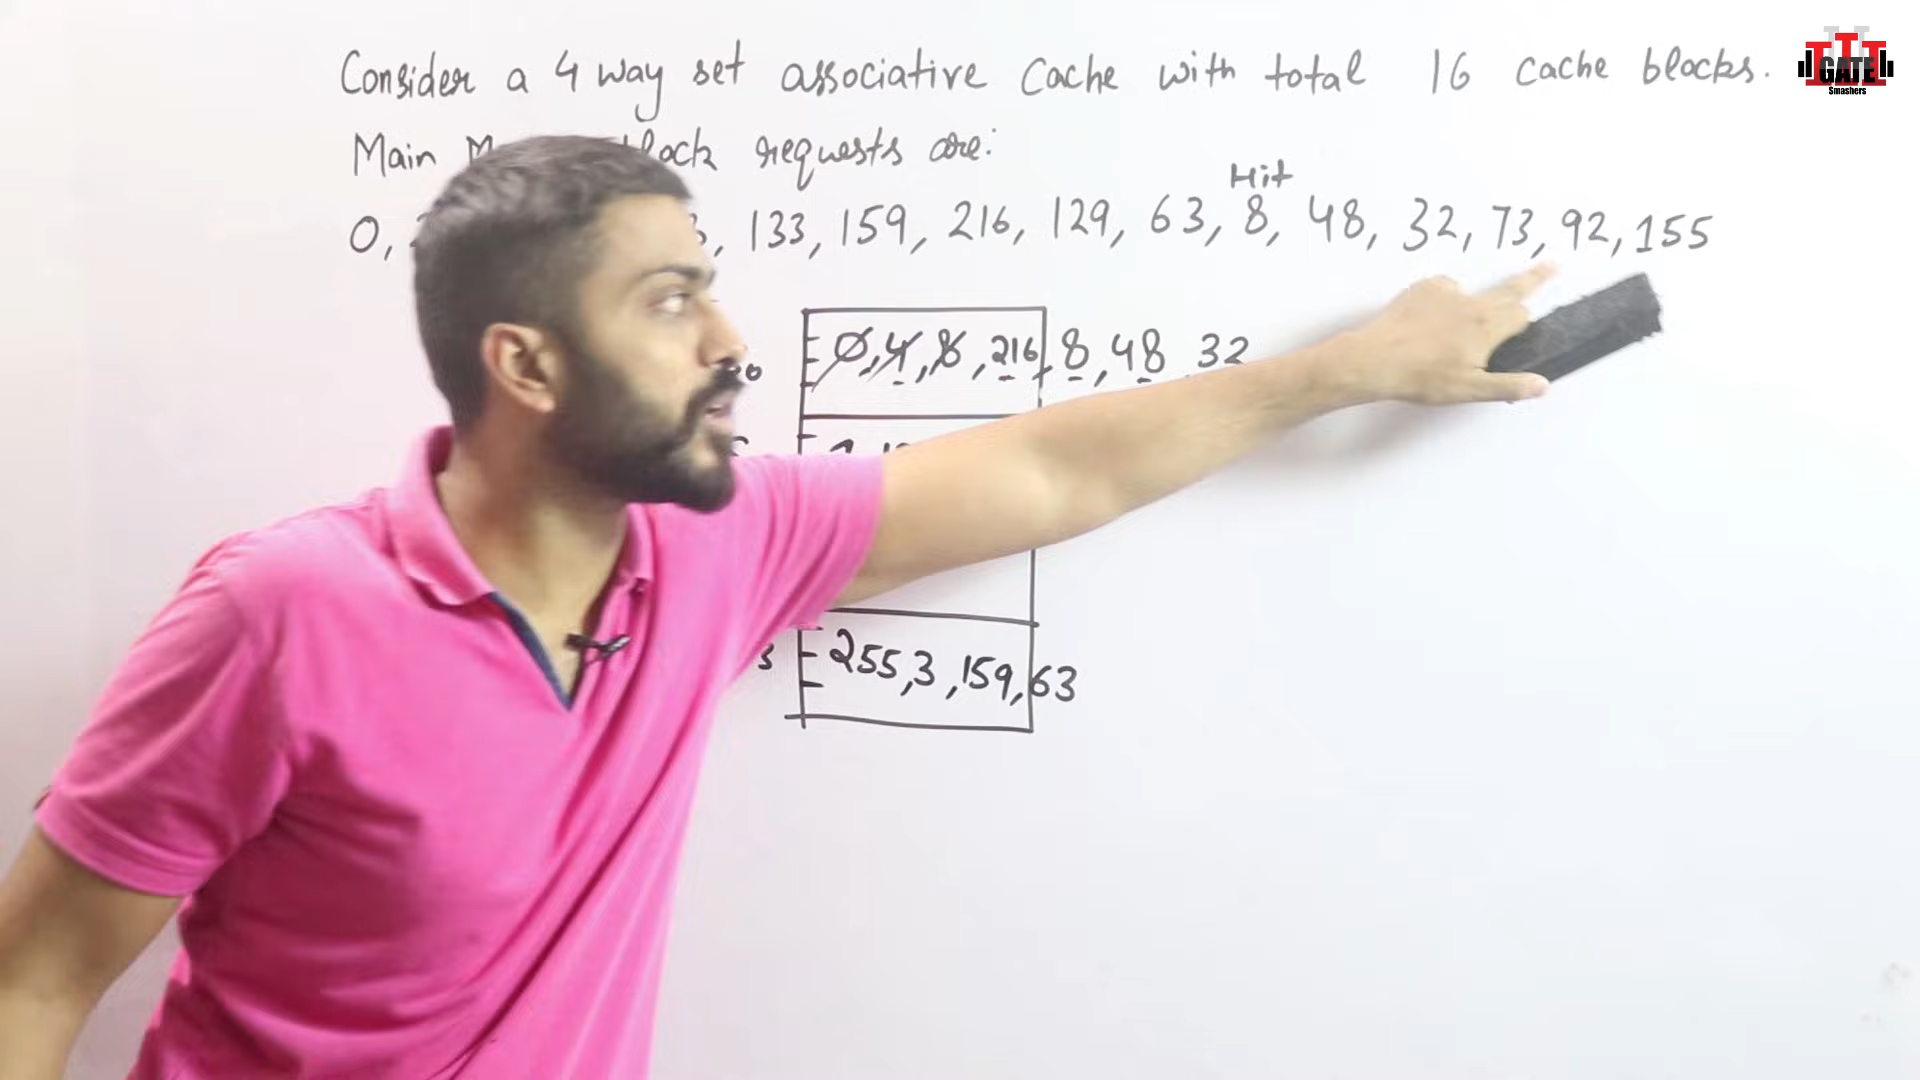 Consider a 4 way set associative Cache with total 16 cache blocks.
Main block requests are:
Hit
0, 133, 159, 216, 129, 63, 8, 48, 32, 73, 92, 155
0, 4, 8, 216, 8, 48, 32
3 255, 3, 159, 63
GATE
Smashers